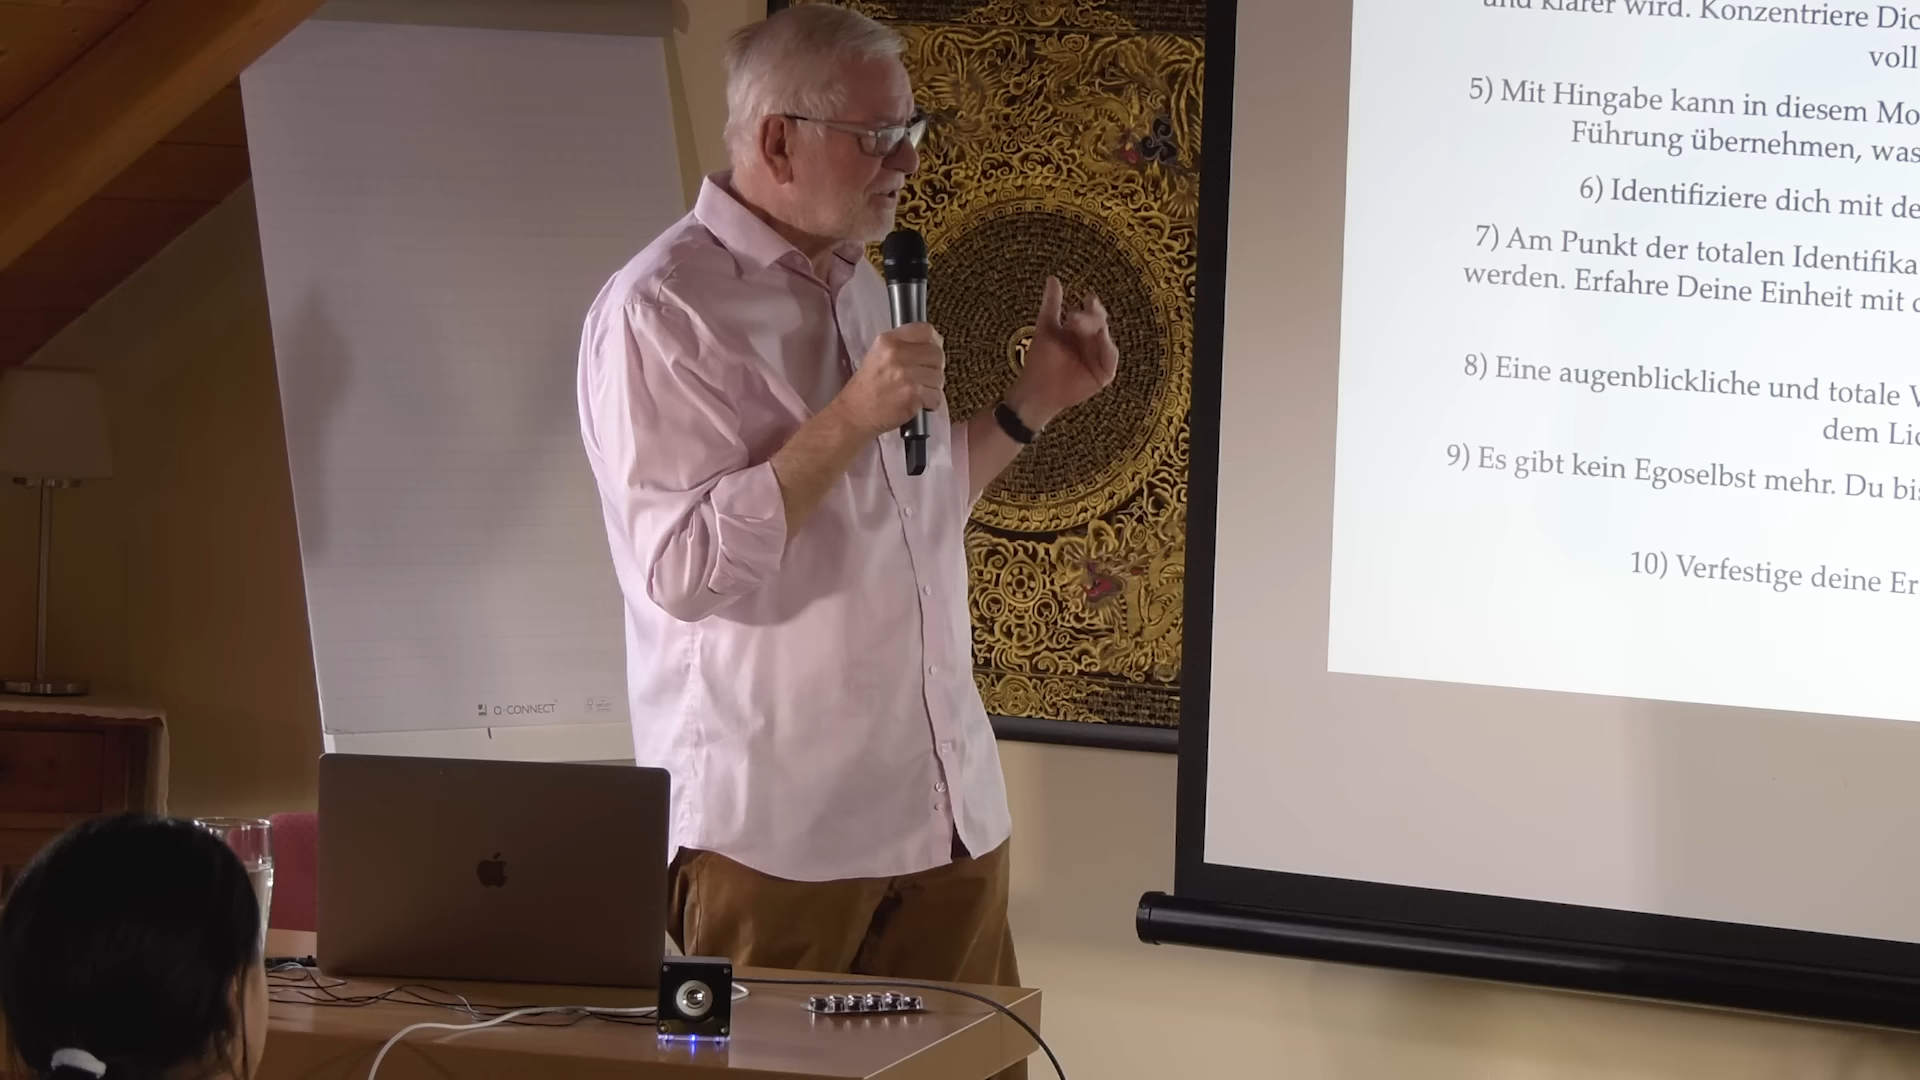 und klarer wird. Konzentriere Dic
voll
5) Mit Hingabe kann in diesem Mo
Führung übernehmen, was
6) Identifiziere dich mit de
7) Am Punkt der totalen Identifika
werden. Erfahre Deine Einheit mit d
8) Eine augenblickliche und totale V
dem Lic
9) Es gibt kein Egoselbst mehr. Du bis
10) Verfestige deine Er
Q-CONNECT